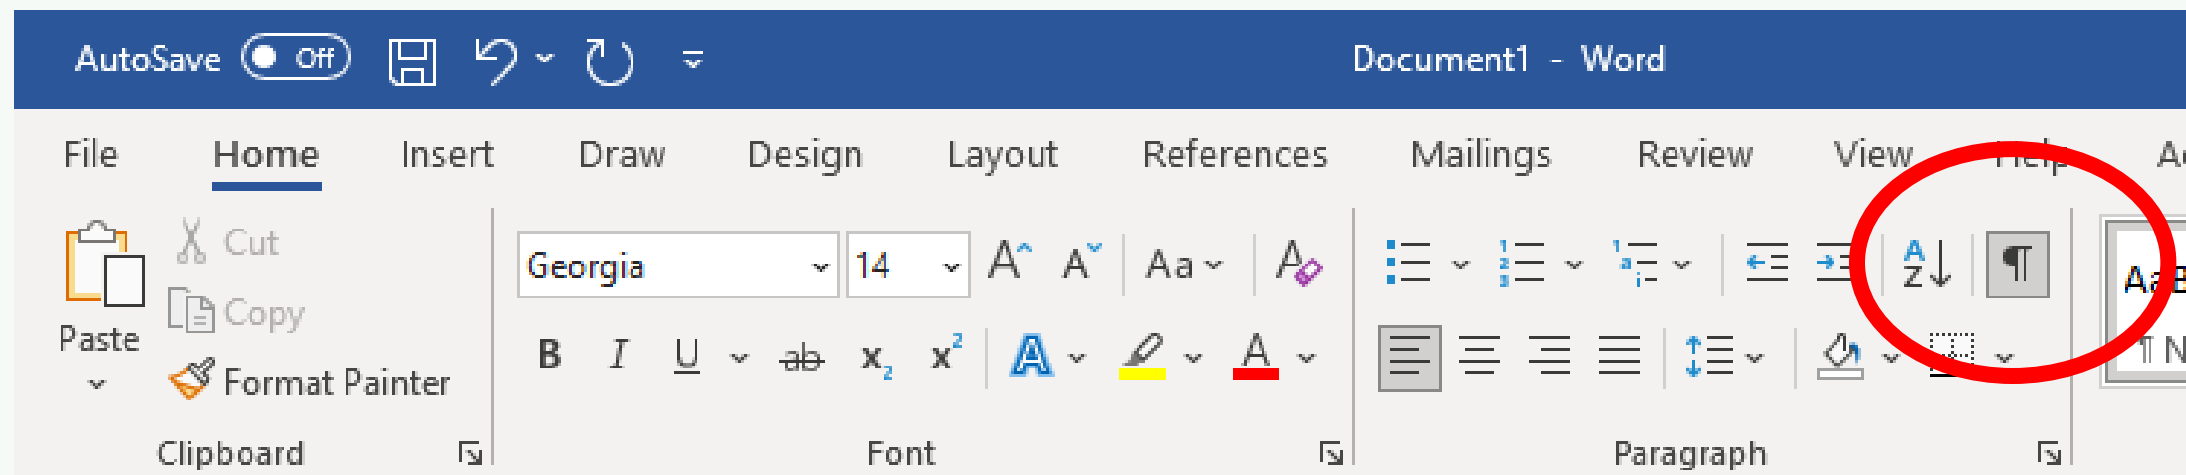 AutoSave Off Document1 - Word
File Home Insert Draw Design Layout References Mailings Review View Help
Cut
Georgia 14 Aa
Copy
Paste
B I U ab x₂ x² A A ¶
Format Painter
Clipboard Font Paragraph